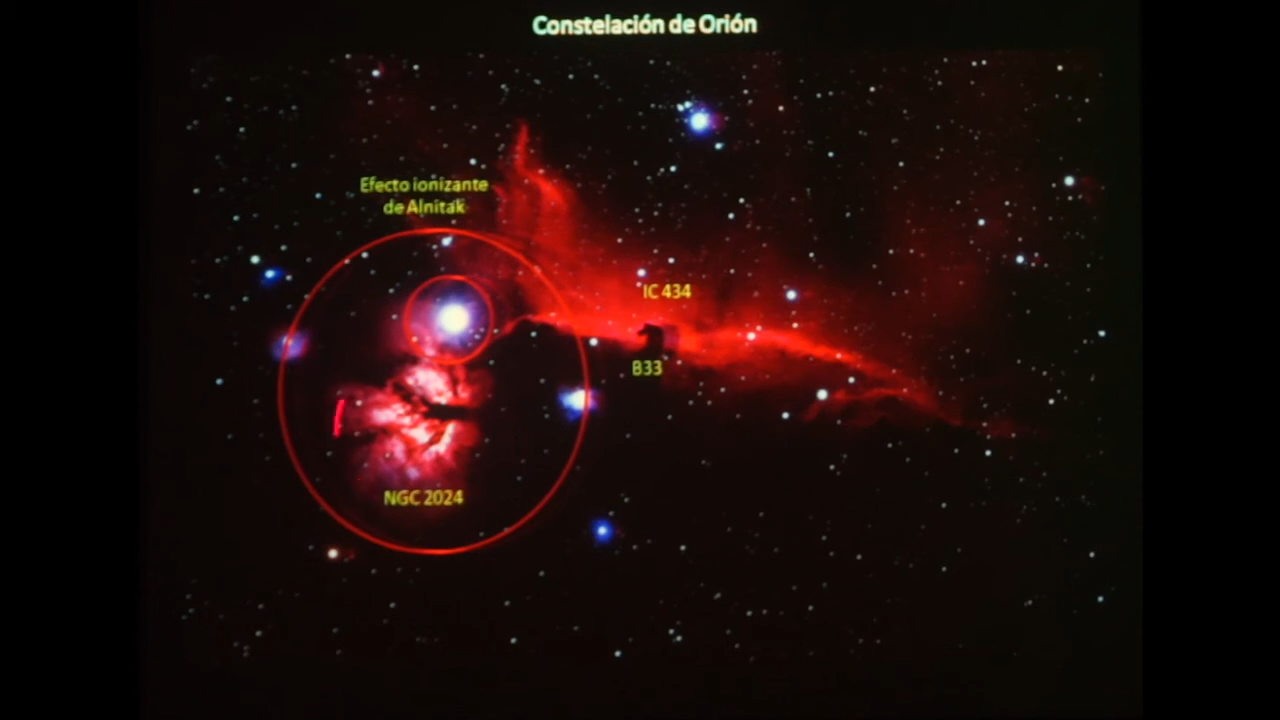 Constelación de Orión
Efecto ionizante
de Alnitak
IC 434
B33
NGC 2024